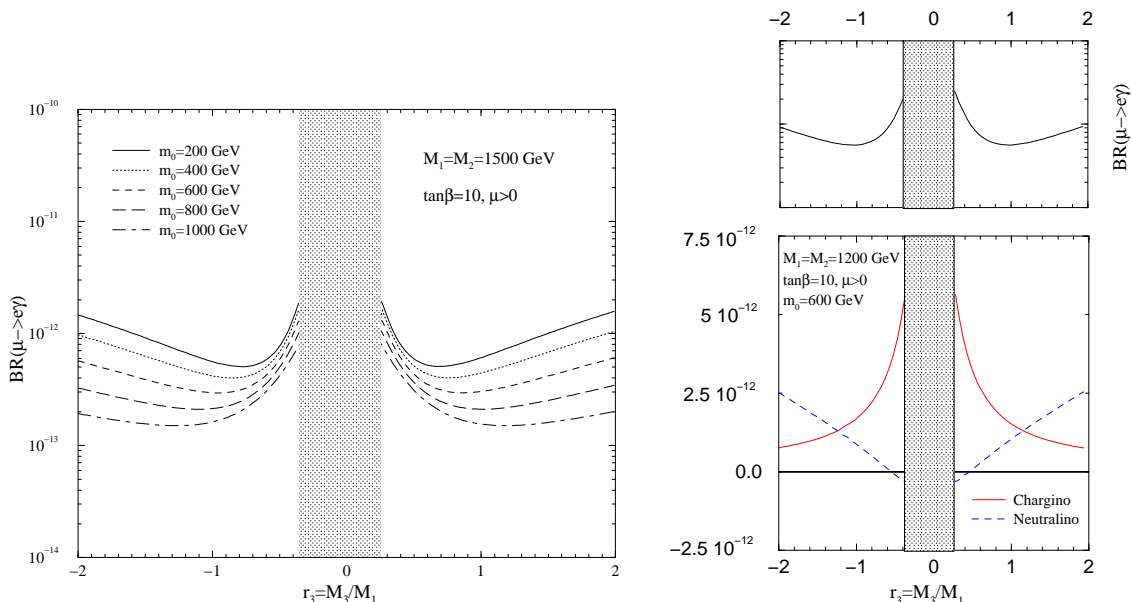 10⁻¹⁰
10⁻¹¹
10⁻¹²
10⁻¹³
10⁻¹⁴
BR(μ−>eγ)
m₀=200 GeV
m₀=400 GeV
m₀=600 GeV
m₀=800 GeV
m₀=1000 GeV
M₁=M₂=1500 GeV
tanβ=10, μ>0
−2 −1 0 1 2
r₃=M₃/M₁
−2 −1 0 1 2
BR(μ−>eγ)
7.5 10⁻¹²
5 10⁻¹²
2.5 10⁻¹²
0.0
−2.5 10⁻¹²
M₁=M₂=1200 GeV
tanβ=10, μ>0
m₀=600 GeV
Chargino
Neutralino
−2 −1 0 1 2
r₃=M₃/M₁